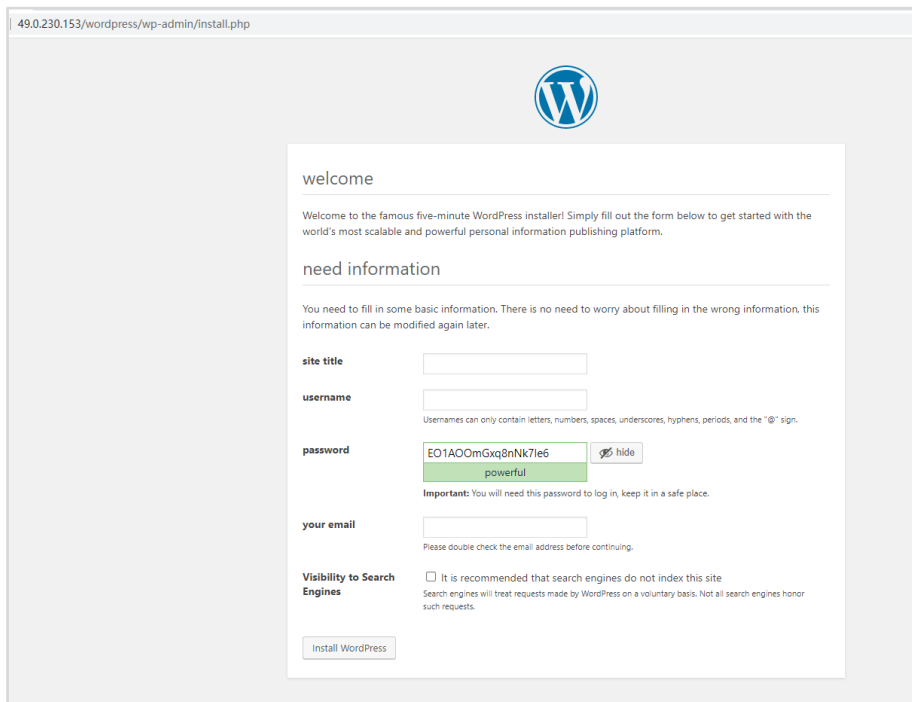 49.0.230.153/wordpress/wp-admin/install.php
W
welcome
Welcome to the famous five-minute WordPress installer! Simply fill out the form below to get started with the
world's most scalable and powerful personal information publishing platform.
need information
You need to fill in some basic information. There is no need to worry about filling in the wrong information, this
information can be modified again later.
site title
username
Usernames can only contain letters, numbers, spaces, underscores, hyphens, periods, and the "@" sign.
password
EO1AOOmGxq8nNk7Ie6
hide
powerful
Important: You will need this password to log in, keep it in a safe place.
your email
Please double check the email address before continuing.
Visibility to Search
Engines
It is recommended that search engines do not index this site
Search engines will treat requests made by WordPress on a voluntary basis. Not all search engines honor
such requests.
Install WordPress